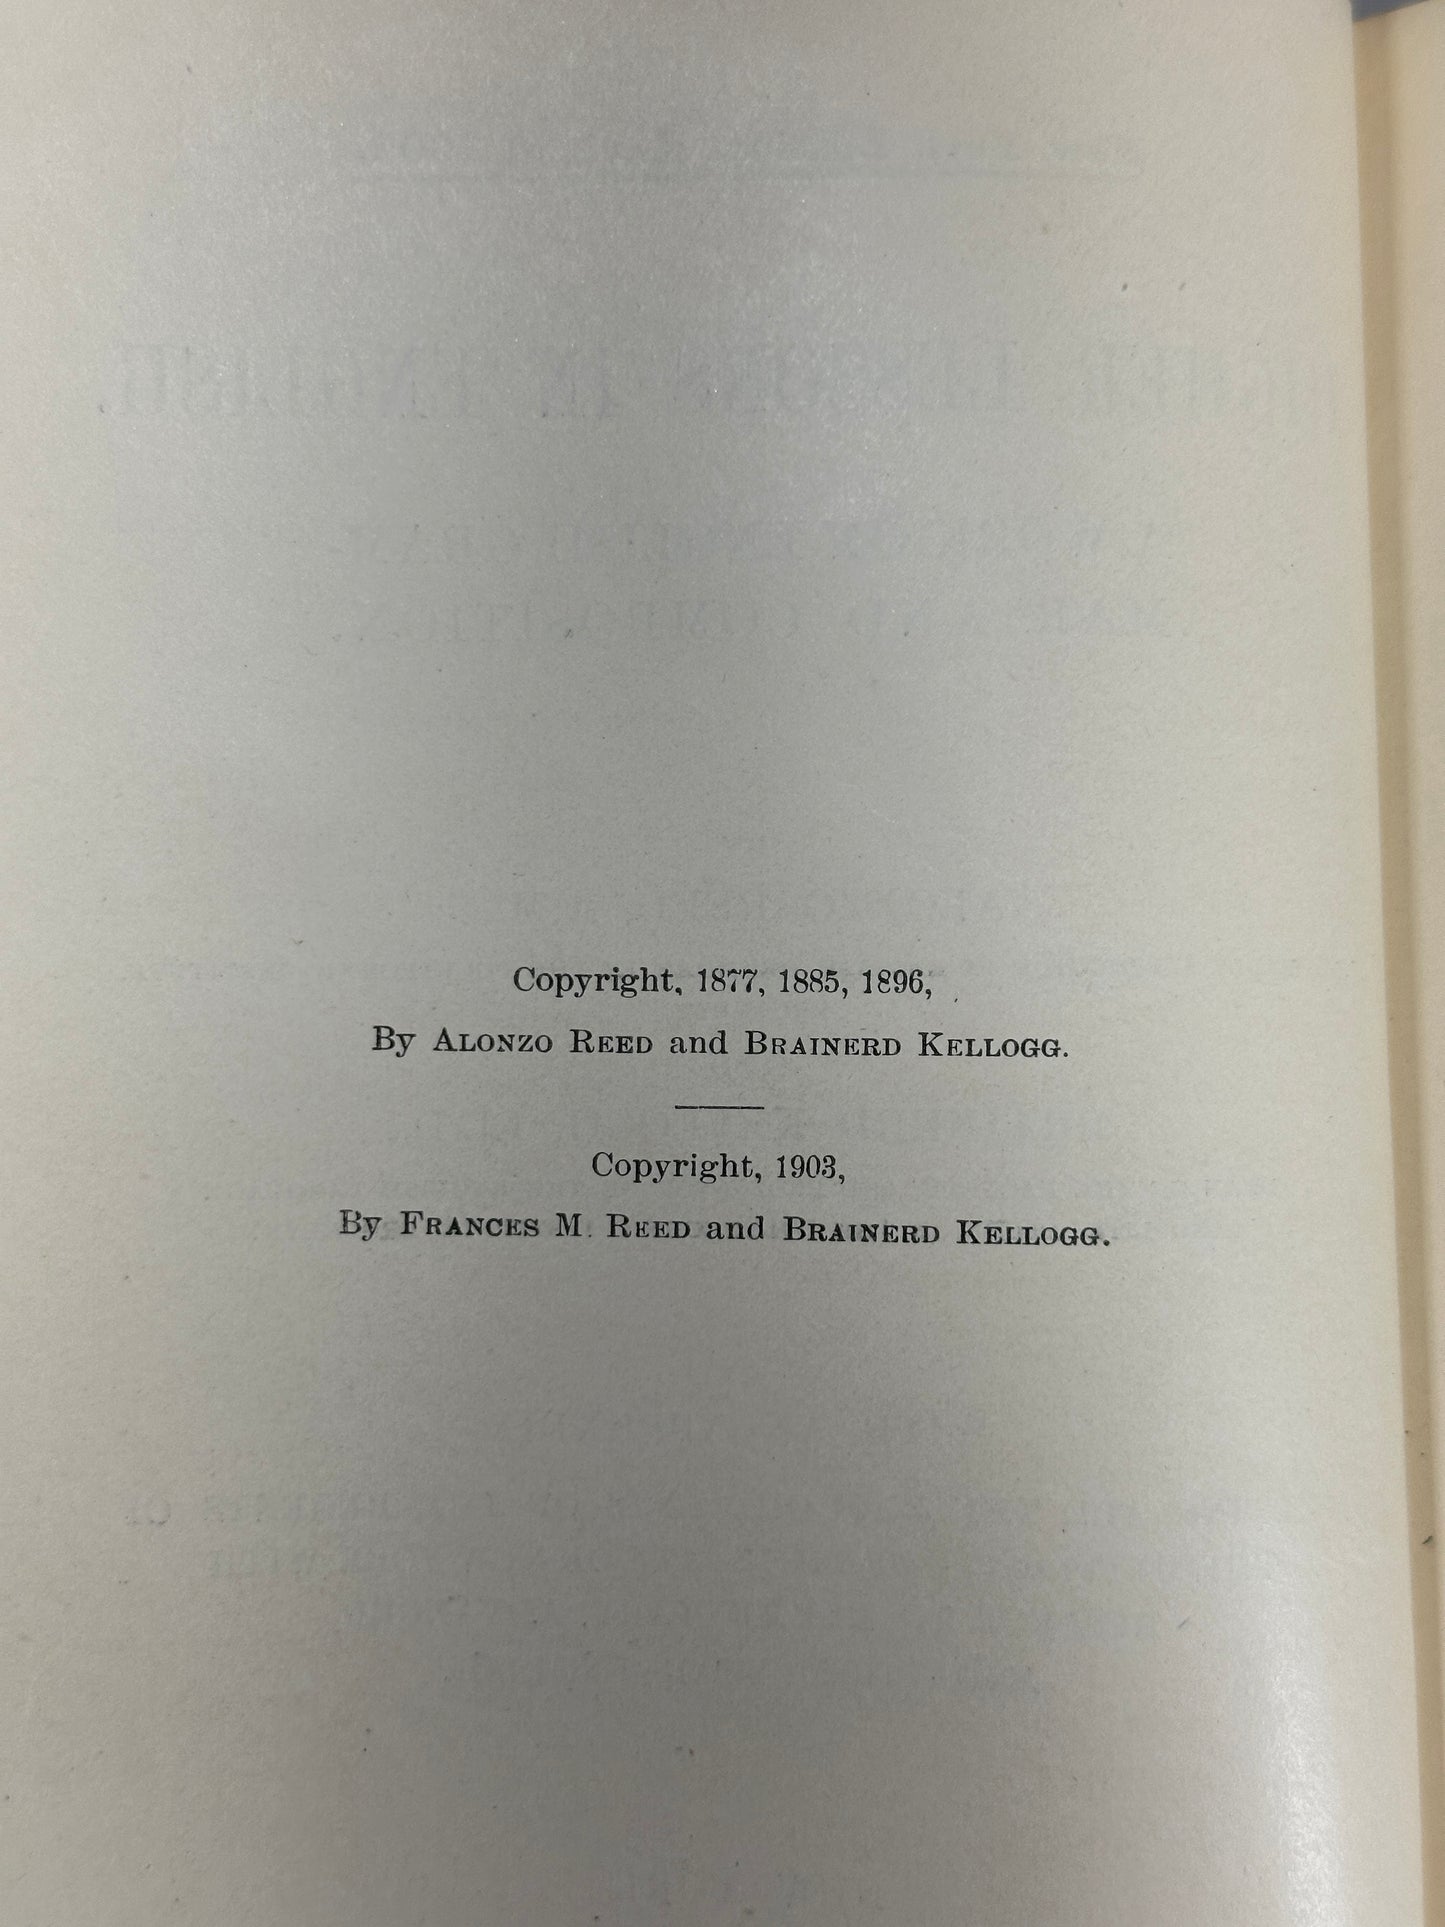 Copyright, 1877, 1885, 1896,
By ALONZO REED and BRAINERD KELLOGG.
Copyright, 1903,
By FRANCES M. REED and BRAINERD KELLOGG.